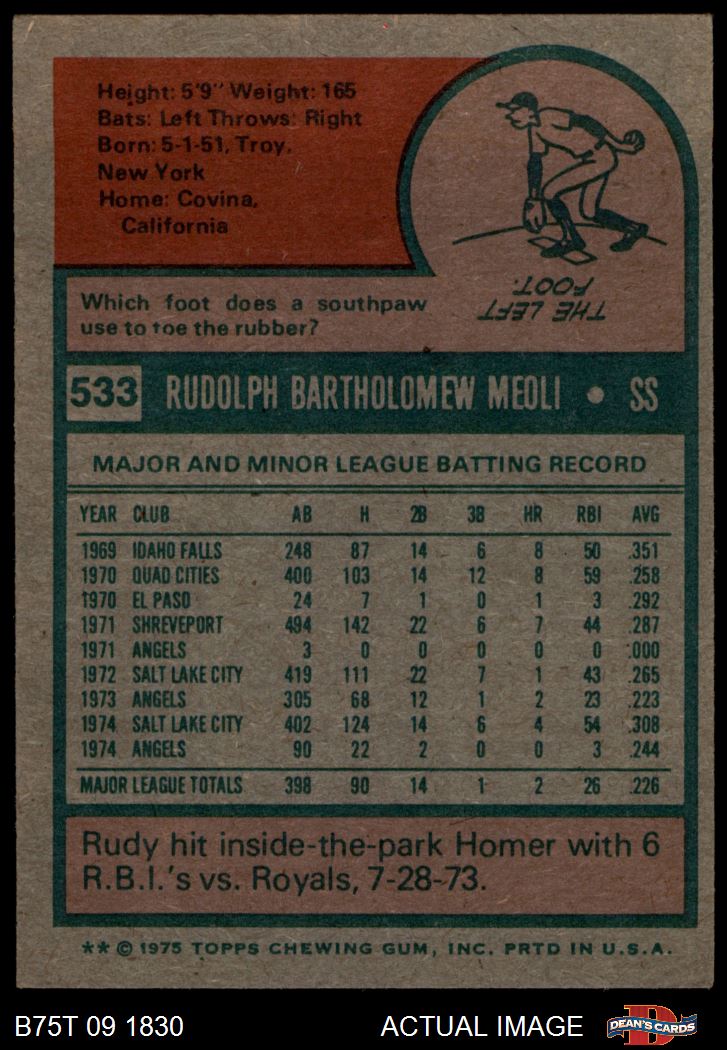 Height: 5'9" Weight: 165
Bats: Left Throws: Right
Born: 5-1-51, Troy,
New York
Home: Covina,
California
Which foot does a southpaw
use to toe the rubber?
THE LEFT
FOOT.
533 RUDOLPH BARTHOLOMEW MEOLI • SS
MAJOR AND MINOR LEAGUE BATTING RECORD
YEAR CLUB AB H 2B 3B HR RBI AVG
1969 IDAHO FALLS 248 87 14 6 8 50 .351
1970 QUAD CITIES 400 103 14 12 8 59 .258
1970 EL PASO 24 7 1 0 1 3 .292
1971 SHREVEPORT 494 142 22 6 7 44 .287
1971 ANGELS 3 0 0 0 0 0 .000
1972 SALT LAKE CITY 419 111 22 7 1 43 .265
1973 ANGELS 305 68 12 1 2 23 .223
1974 SALT LAKE CITY 402 124 14 6 4 54 .308
1974 ANGELS 90 22 2 0 0 3 .244
MAJOR LEAGUE TOTALS 398 90 14 1 2 26 .226
Rudy hit inside-the-park Homer with 6
R.B.I.'s vs. Royals, 7-28-73.
** © 1975 TOPPS CHEWING GUM, INC. PRTD IN U.S.A.
B75T 09 1830 ACTUAL IMAGE DEAN'S CARDS